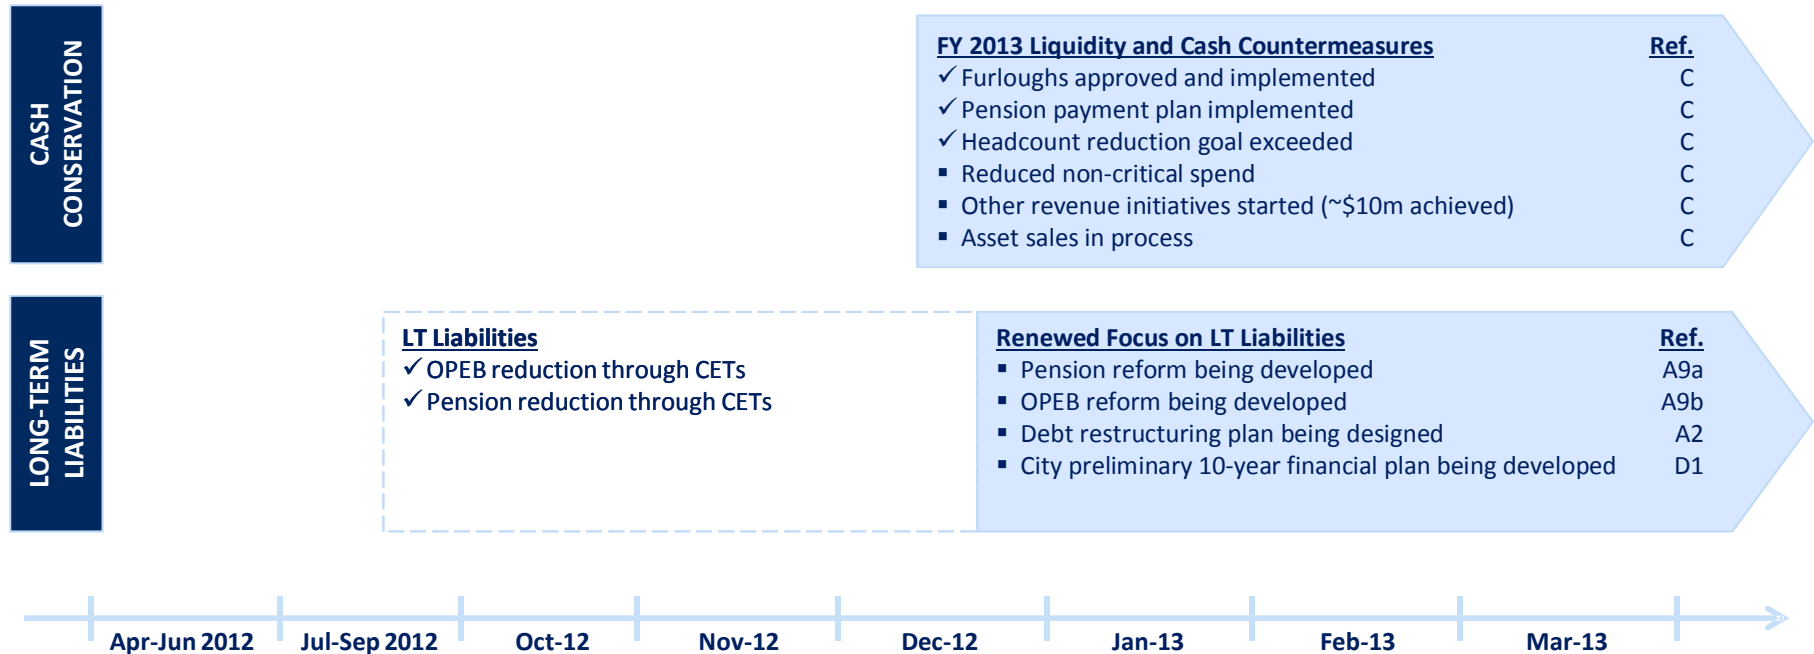 CASH
CONSERVATION
FY 2013 Liquidity and Cash Countermeasures Ref.
✓ Furloughs approved and implemented C
✓ Pension payment plan implemented C
✓ Headcount reduction goal exceeded C
▪ Reduced non-critical spend C
▪ Other revenue initiatives started (~$10m achieved) C
▪ Asset sales in process C
LONG-TERM
LIABILITIES
LT Liabilities
✓ OPEB reduction through CETs
✓ Pension reduction through CETs
Renewed Focus on LT Liabilities Ref.
▪ Pension reform being developed A9a
▪ OPEB reform being developed A9b
▪ Debt restructuring plan being designed A2
▪ City preliminary 10-year financial plan being developed D1
Apr-Jun 2012 Jul-Sep 2012 Oct-12 Nov-12 Dec-12 Jan-13 Feb-13 Mar-13